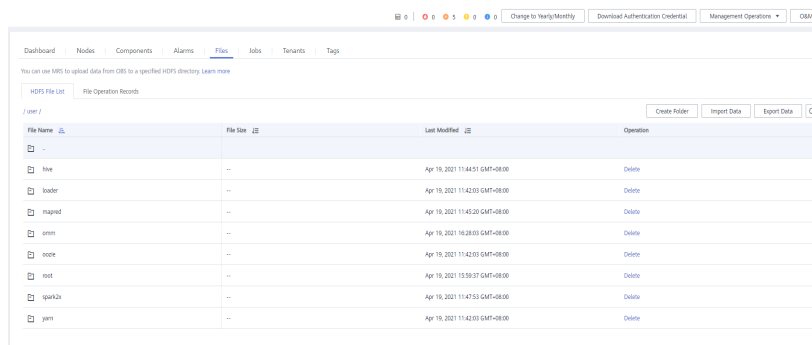 0 0 5 0 0 Change to Yearly/Monthly Download Authentication Credential Management Operations O&M
Dashboard Nodes Components Alarms Files Jobs Tenants Tags
You can use MRS to upload data from OBS to a specified HDFS directory. Learn more
HDFS File List File Operation Records
/ user / Create Folder Import Data Export Data
File Name File Size Last Modified Operation
..
hive -- Apr 19, 2021 11:44:51 GMT+08:00 Delete
loader -- Apr 19, 2021 11:42:03 GMT+08:00 Delete
mapred -- Apr 19, 2021 11:45:20 GMT+08:00 Delete
omm -- Apr 19, 2021 16:28:03 GMT+08:00 Delete
oozie -- Apr 19, 2021 11:42:03 GMT+08:00 Delete
root -- Apr 19, 2021 15:59:37 GMT+08:00 Delete
spark2x -- Apr 19, 2021 11:47:53 GMT+08:00 Delete
yarn -- Apr 19, 2021 11:42:03 GMT+08:00 Delete